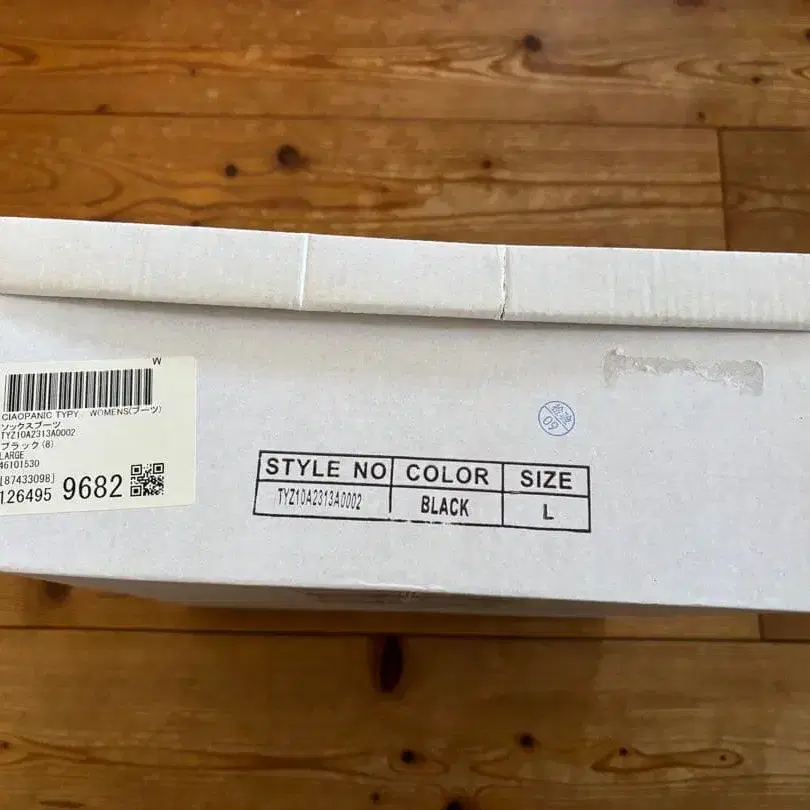 W
CIAOPANIC TYPY WOMENS(ブーツ)
ソックスブーツ
TYZ10A2313A0002
ブラック(8)
LARGE
46101530
[87433098]
126495 9682
STYLE NO COLOR SIZE
TYZ10A2313A0002 BLACK L
09